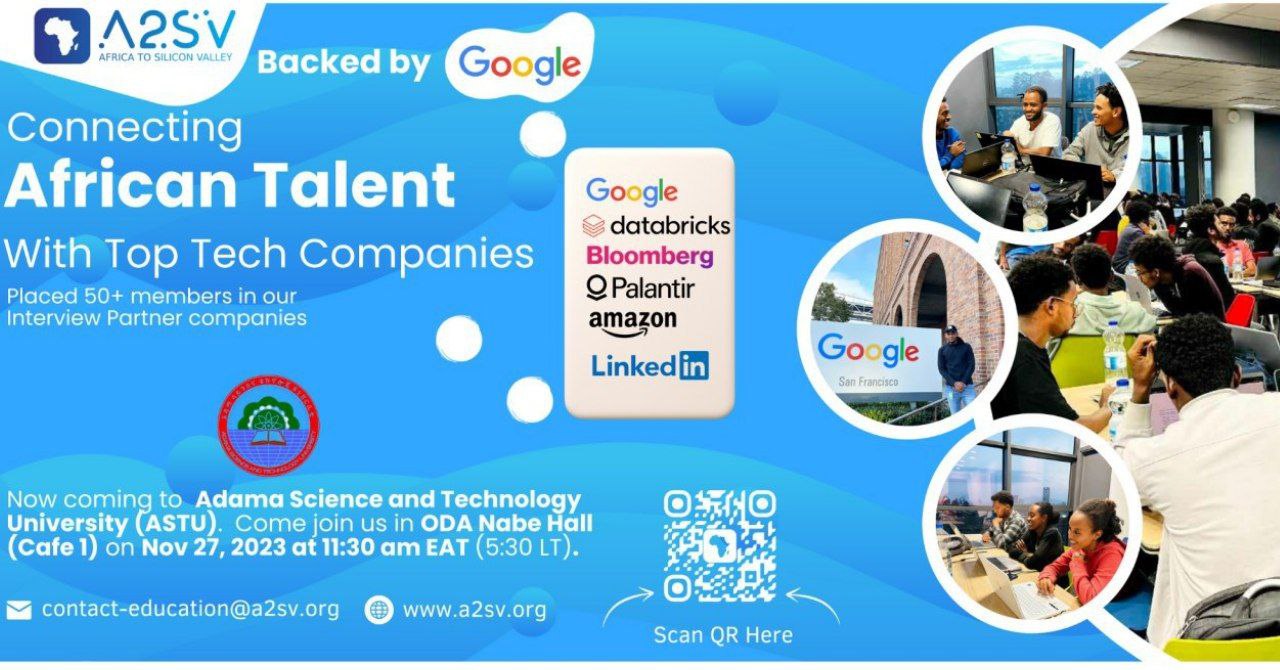 A2SV
AFRICA TO SILICON VALLEY
Backed by Google
Connecting
African Talent
With Top Tech Companies
Placed 50+ members in our
Interview Partner companies
Google
databricks
Bloomberg
Palantir
amazon
Linked in
Google
San Francisco
Now coming to Adama Science and Technology
University (ASTU). Come join us in ODA Nabe Hall
(Cafe 1) on Nov 27, 2023 at 11:30 am EAT (5:30 LT).
contact-education@a2sv.org
www.a2sv.org
Scan QR Here